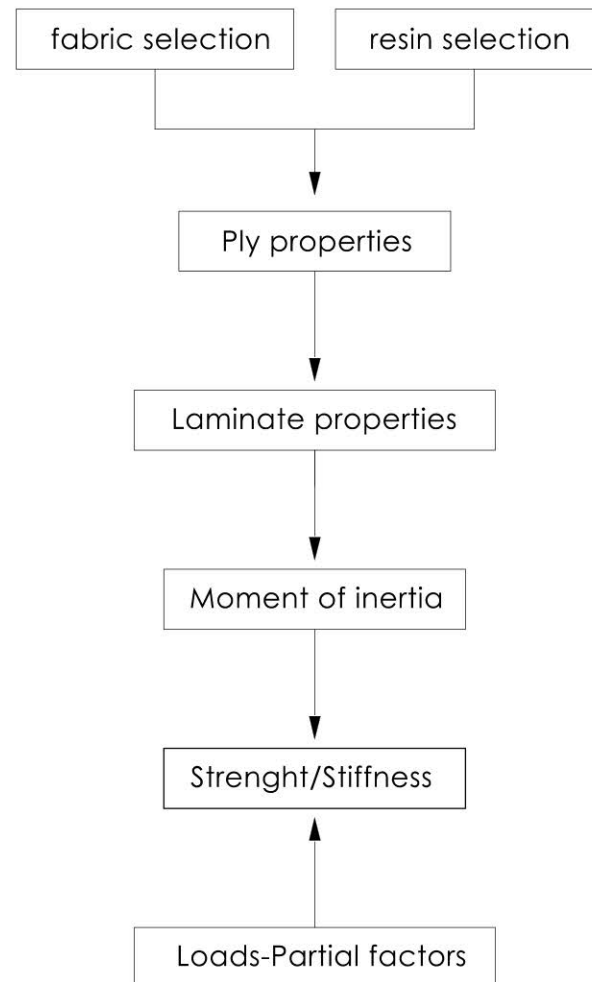 fabric selection
resin selection
Ply properties
Laminate properties
Moment of inertia
Strenght/Stiffness
Loads-Partial factors